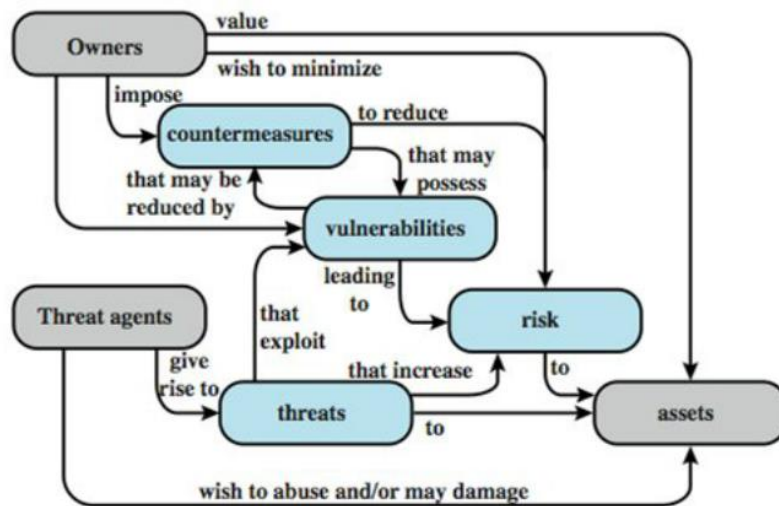 value
Owners
wish to minimize
impose
to reduce
countermeasures
that may
possess
that may be
reduced by
vulnerabilities
leading
to
Threat agents
that
exploit
risk
give
rise to
that increase
to
threats
to
assets
wish to abuse and/or may damage